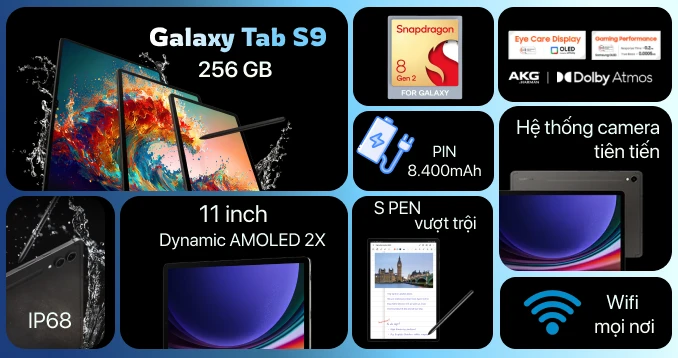 Galaxy Tab S9
256 GB
Snapdragon
8
Gen 2
FOR GALAXY
Eye Care Display
OLED
Gaming Performance
AKG
by HARMAN
Dolby Atmos
PIN
8.400mAh
Hệ thống camera
tiên tiến
IP68
11 inch
Dynamic AMOLED 2X
S PEN
vượt trội
Wifi
mọi nơi